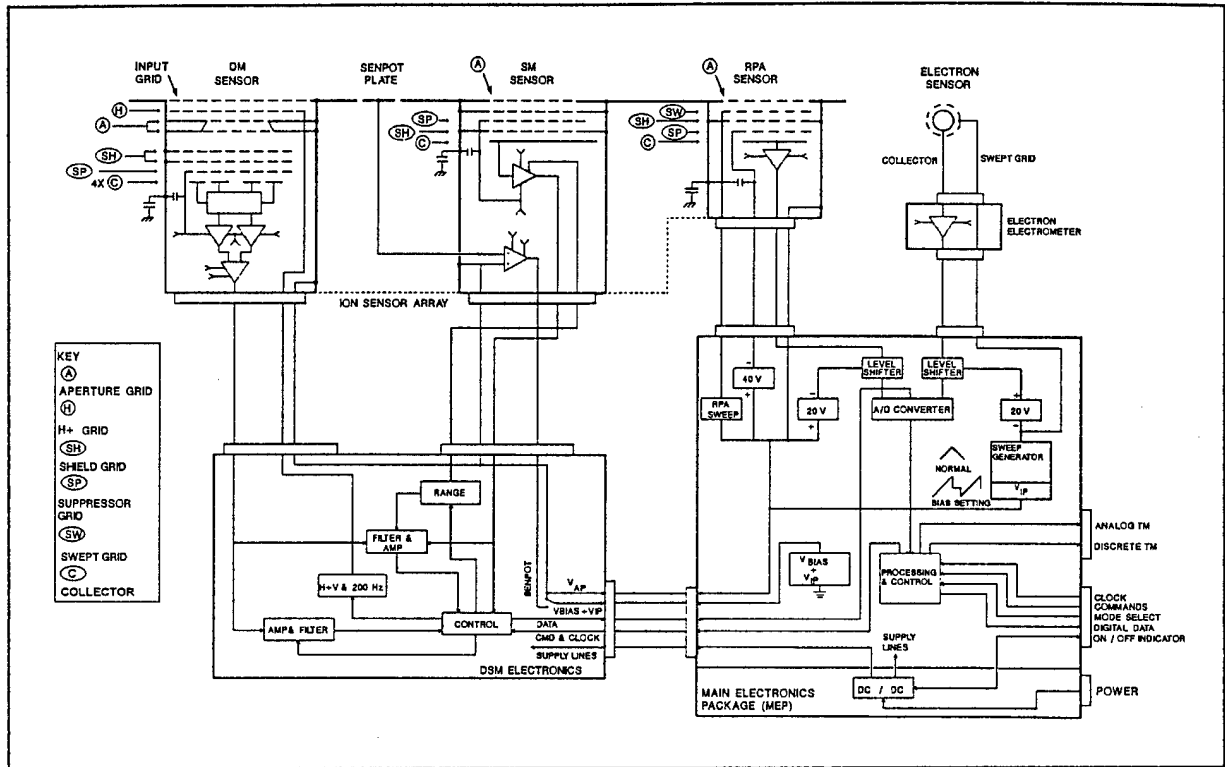 INPUT
GRID
DM
SENSOR
SENPOT
PLATE
A
SM
SENSOR
A
RPA
SENSOR
ELECTRON
SENSOR
H
A
SH
SP
4X C
SP
SH
C
SW
SH
SP
C
COLLECTOR
SWEPT GRID
ELECTRON
ELECTROMETER
ION SENSOR ARRAY
KEY
A
APERTURE GRID
H
H+ GRID
SH
SHIELD GRID
SP
SUPPRESSOR
GRID
SW
SWEPT GRID
C
COLLECTOR
RANGE
FILTER &
AMP
H+V & 200 Hz
AMP& FILTER
CONTROL
SENPOT
VAP
VBIAS +VIP
DATA
CMD & CLOCK
SUPPLY LINES
DSM ELECTRONICS
RPA
SWEEP
-
40 V
+
-
20 V
+
LEVEL
SHIFTER
LEVEL
SHIFTER
A/D CONVERTER
+
20 V
-
SWEEP
GENERATOR
VIP
NORMAL
BIAS SETTING
V BIAS
+
VIP
PROCESSING
& CONTROL
SUPPLY
LINES
DC / DC
MAIN ELECTRONICS
PACKAGE (MEP)
ANALOG TM
DISCRETE TM
CLOCK
COMMANDS
MODE SELECT
DIGITAL DATA
ON / OFF INDICATOR
POWER